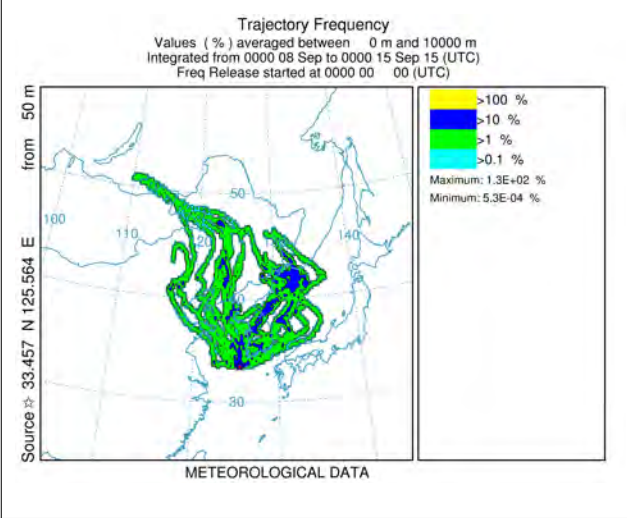 Trajectory Frequency
Values ( % ) averaged between 0 m and 10000 m
Integrated from 0000 08 Sep to 0000 15 Sep 15 (UTC)
Freq Release started at 0000 00 00 (UTC)
Source ☆ 33.457 N 125.564 E from 50 m
>100 %
>10 %
>1 %
>0.1 %
Maximum: 1.3E+02 %
Minimum: 5.3E-04 %
50
100
110
20
140
30
METEOROLOGICAL DATA